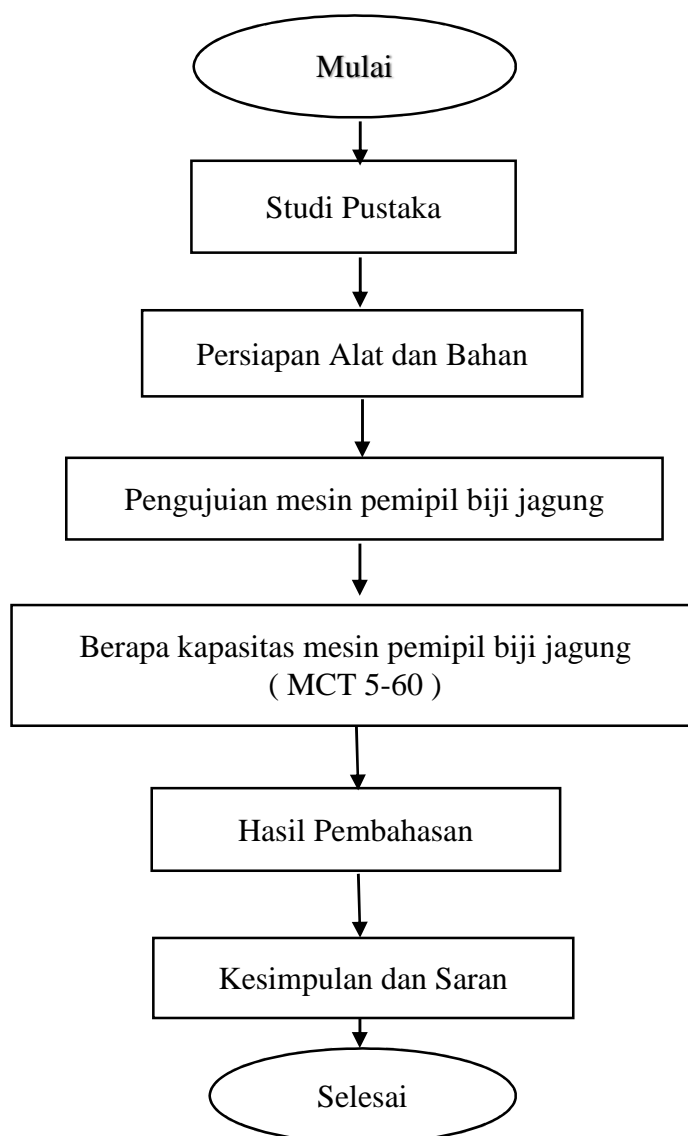 Mulai
Studi Pustaka
Persiapan Alat dan Bahan
Pengujuian mesin pemipil biji jagung
Berapa kapasitas mesin pemipil biji jagung
( MCT 5-60 )
Hasil Pembahasan
Kesimpulan dan Saran
Selesai